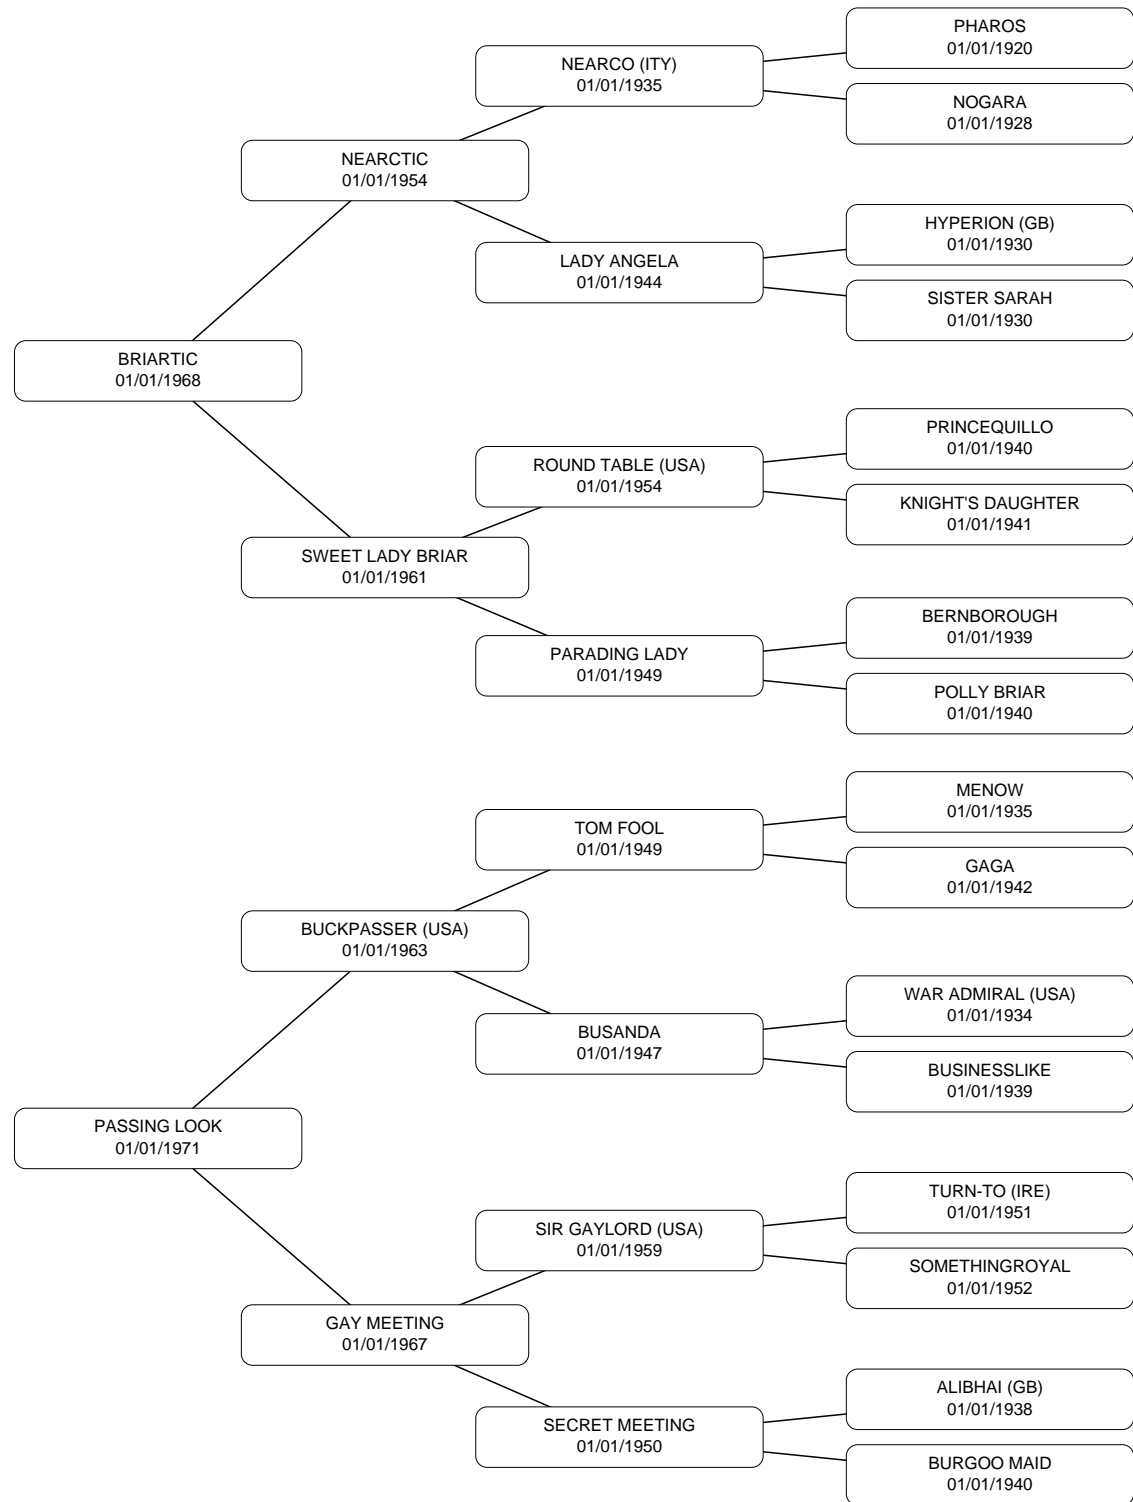 PHAROS
01/01/1920
NEARCO (ITY)
01/01/1935
NOGARA
01/01/1928
NEARCTIC
01/01/1954
HYPERION (GB)
01/01/1930
LADY ANGELA
01/01/1944
SISTER SARAH
01/01/1930
BRIARTIC
01/01/1968
PRINCEQUILLO
01/01/1940
ROUND TABLE (USA)
01/01/1954
KNIGHT'S DAUGHTER
01/01/1941
SWEET LADY BRIAR
01/01/1961
BERNBOROUGH
01/01/1939
PARADING LADY
01/01/1949
POLLY BRIAR
01/01/1940
MENOW
01/01/1935
TOM FOOL
01/01/1949
GAGA
01/01/1942
BUCKPASSER (USA)
01/01/1963
WAR ADMIRAL (USA)
01/01/1934
BUSANDA
01/01/1947
BUSINESSLIKE
01/01/1939
PASSING LOOK
01/01/1971
TURN-TO (IRE)
01/01/1951
SIR GAYLORD (USA)
01/01/1959
SOMETHINGROYAL
01/01/1952
GAY MEETING
01/01/1967
ALIBHAI (GB)
01/01/1938
SECRET MEETING
01/01/1950
BURGOO MAID
01/01/1940